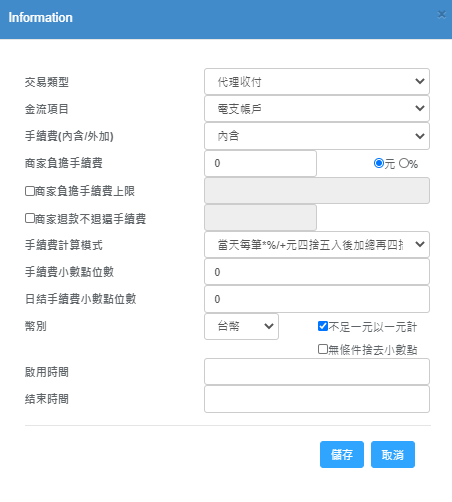 Information
×
交易類型 代理收付
金流項目 電支帳戶
手續費(內含/外加) 內含
商家負擔手續費 0 元 %
商家負擔手續費上限
商家退款不退還手續費
手續費計算模式 當天每筆*%/+元四捨五入後加總再四捨
手續費小數點位數 0
日结手續費小數點位數 0
幣別 台幣 不足一元以一元計
無條件捨去小數點
啟用時間
结束時間
儲存 取消